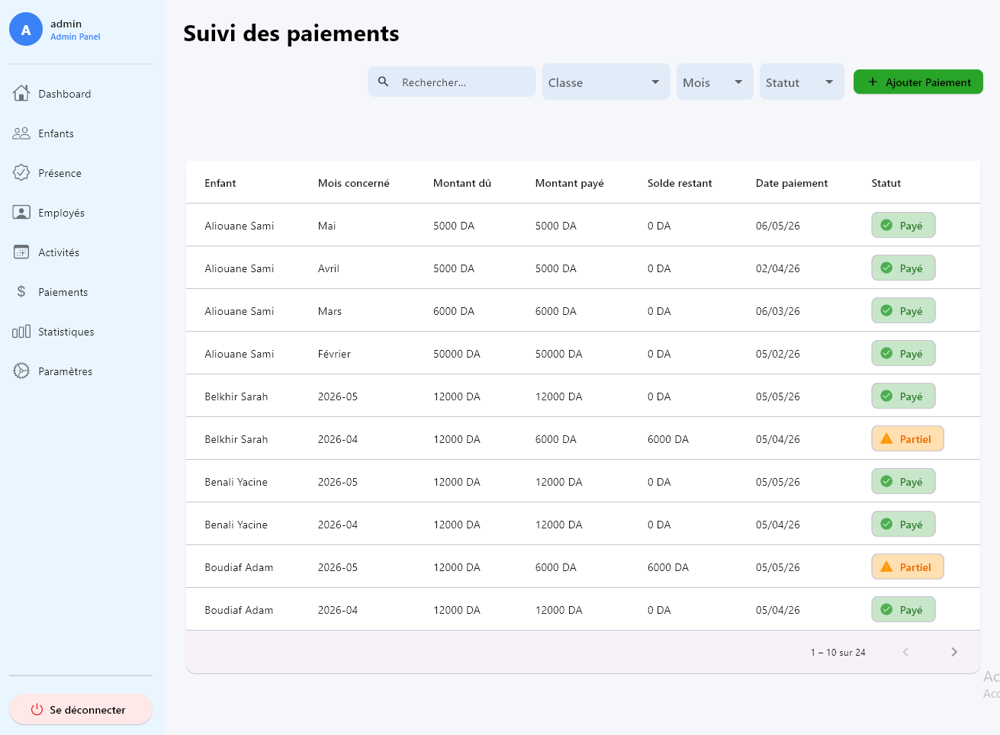 A
admin
Admin Panel
Dashboard
Enfants
Présence
Employés
Activités
Paiements
Statistiques
Paramètres
Se déconnecter
Suivi des paiements
Rechercher...
Classe
Mois
Statut
+ Ajouter Paiement
Enfant Mois concerné Montant dû Montant payé Solde restant Date paiement Statut
Aliouane Sami Mai 5000 DA 5000 DA 0 DA 06/05/26 Payé
Aliouane Sami Avril 5000 DA 5000 DA 0 DA 02/04/26 Payé
Aliouane Sami Mars 6000 DA 6000 DA 0 DA 06/03/26 Payé
Aliouane Sami Février 50000 DA 50000 DA 0 DA 05/02/26 Payé
Belkhir Sarah 2026-05 12000 DA 12000 DA 0 DA 05/05/26 Payé
Belkhir Sarah 2026-04 12000 DA 6000 DA 6000 DA 05/04/26 Partiel
Benali Yacine 2026-05 12000 DA 12000 DA 0 DA 05/05/26 Payé
Benali Yacine 2026-04 12000 DA 12000 DA 0 DA 05/04/26 Payé
Boudiaf Adam 2026-05 12000 DA 6000 DA 6000 DA 05/05/26 Partiel
Boudiaf Adam 2026-04 12000 DA 12000 DA 0 DA 05/04/26 Payé
1 – 10 sur 24